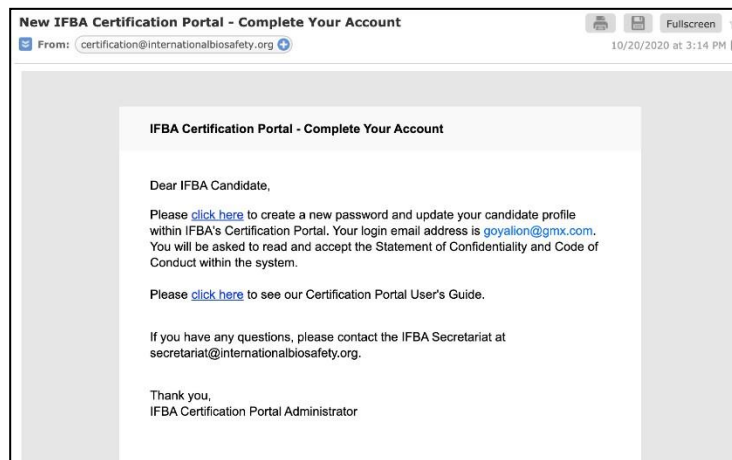 New IFBA Certification Portal - Complete Your Account
Fullscreen
From: certification@internationalbiosafety.org
10/20/2020 at 3:14 PM
IFBA Certification Portal - Complete Your Account
Dear IFBA Candidate,
Please click here to create a new password and update your candidate profile
within IFBA's Certification Portal. Your login email address is goyalion@gmx.com.
You will be asked to read and accept the Statement of Confidentiality and Code of
Conduct within the system.
Please click here to see our Certification Portal User's Guide.
If you have any questions, please contact the IFBA Secretariat at
secretariat@internationalbiosafety.org.
Thank you,
IFBA Certification Portal Administrator